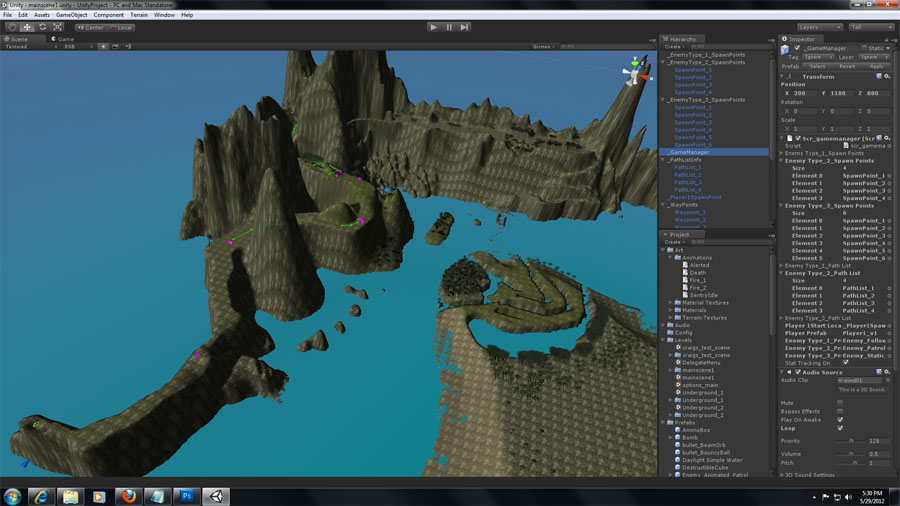 Unity - mainscene1.unity - UnityProject - PC and Mac Standalone
File Edit Assets GameObject Component Terrain Window Help
Center Local Layers Tall
Scene Game
Textured RGB Gizmos All
Hierarchy
Create All
_EnemyType_1_SpawnPoints
_EnemyType_2_SpawnPoints
SpawnPoint_1
SpawnPoint_2
SpawnPoint_3
SpawnPoint_4
_EnemyType_3_SpawnPoints
SpawnPoint_1
SpawnPoint_2
SpawnPoint_3
SpawnPoint_4
SpawnPoint_5
SpawnPoint_6
_GameManager
_PathListInfo
PathList_1
PathList_2
PathList_3
PathList_4
_Player1SpawnPoint
_WayPoints
Waypoint_1
Waypoint_2
Project
Create All
Art
Animations
Alerted
Death
Fire_1
Fire_2
SentryIdle
Material Textures
Materials
Terrain Textures
Audio
Config
Levels
craigs_test_scene
craigs_test_scene
DelegateMenu
mainscene1
mainscene1
options_main
Underground_1
Underground_1
Underground_2
Underground_2
Prefabs
AmmoBox
Bomb
bullet_BeamOrb
bullet_BouncyBall
Daylight Simple Water
DestructibleCube
Enemy_Animated_Patrol
Inspector
_GameManager Static
Tag Ignore Layer Ignore
Prefab Select Revert Apply
Transform
Position
X 200 Y 1100 Z 800
Rotation
X 0 Y 0 Z 0
Scale
X 1 Y 1 Z 1
Scr_gamemanager (Scr
Script scr_gamema
Enemy Type_1_Spawn Points
Enemy Type_2_Spawn Points
Size 4
Element 0 SpawnPoint_1
Element 1 SpawnPoint_2
Element 2 SpawnPoint_3
Element 3 SpawnPoint_4
Enemy Type_3_Spawn Points
Size 6
Element 0 SpawnPoint_1
Element 1 SpawnPoint_2
Element 2 SpawnPoint_3
Element 3 SpawnPoint_4
Element 4 SpawnPoint_5
Element 5 SpawnPoint_6
Enemy Type_1_Path List
Enemy Type_2_Path List
Size 4
Element 0 PathList_1
Element 1 PathList_2
Element 2 PathList_3
Element 3 PathList_4
Enemy Type_3_Path List
Player 1Start Loca _Player1Spaw
Player Prefab Player1_v1
Enemy Type_1_Pr Enemy_Follow
Enemy Type_2_Pr Enemy_Patrol
Enemy Type_3_Pr Enemy_Static_
Stat Tracking On
Audio Source
Audio Clip wind01
This is a 3D Sound.
Mute
Bypass Effects
Play On Awake
Loop
Priority 128
Volume 0.5
Pitch 1
3D Sound Settings
Ps
5:30 PM
5/29/2012